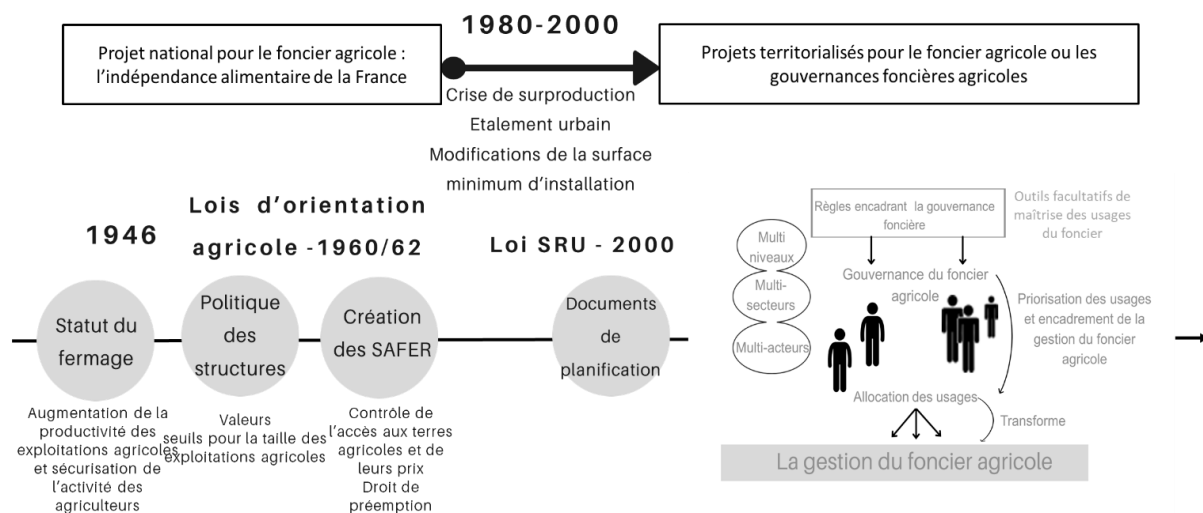 1980-2000
Projet national pour le foncier agricole :
l'indépendance alimentaire de la France
Projets territorialisés pour le foncier agricole ou les
gouvernances foncières agricoles
Crise de surproduction
Etalement urbain
Modifications de la surface
minimum d'installation
1946
Lois d'orientation
agricole -1960/62
Loi SRU - 2000
Statut du
fermage
Politique
des
structures
Création
des SAFER
Documents
de
planification
Augmentation de la
productivité des
exploitations agricoles
et sécurisation de
l'activité des
agriculteurs
Valeurs
seuils pour la taille des
exploitations agricoles
Contrôle de
l'accès aux terres
agricoles et de
leurs prix
Droit de
préemption
Règles encadrant la gouvernance
foncière
Outils facultatifs de
maîtrise des usages
du foncier
Multi
niveaux
Multi-
secteurs
Multi-acteurs
Gouvernance du foncier
agricole
Priorisation des usages
et encadrement de la
gestion du foncier
agricole
Allocation des usages
Transforme
La gestion du foncier agricole